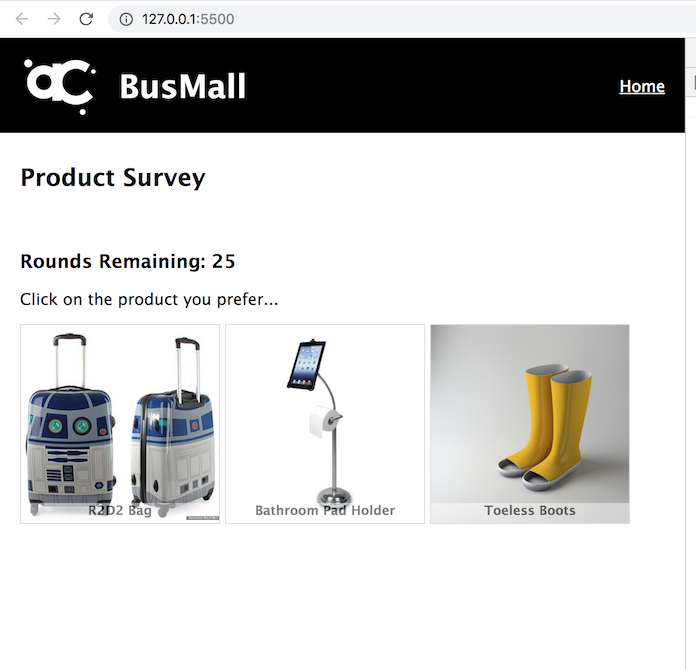 127.0.0.1:5500
ac
BusMall
Home
Product Survey
Rounds Remaining: 25
Click on the product you prefer...
R2D2 Bag
Bathroom Pad Holder
Toeless Boots